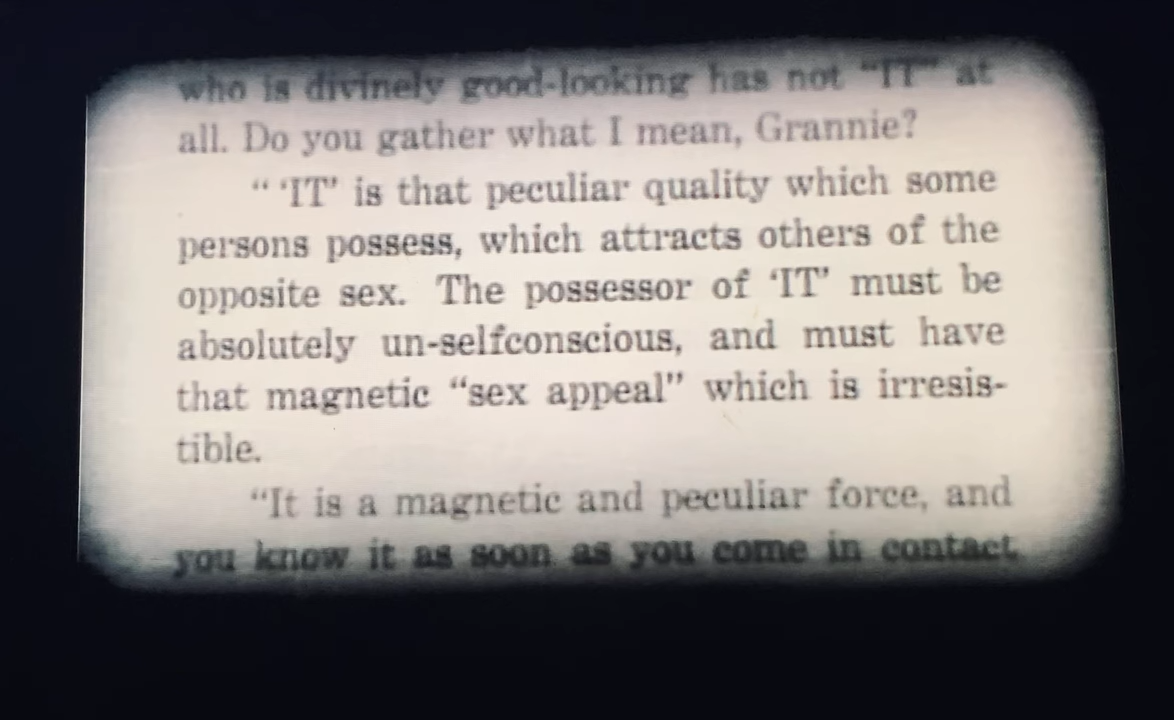 who is divinely good-looking has not "IT" at
all. Do you gather what I mean, Grannie?
" 'IT' is that peculiar quality which some
persons possess, which attracts others of the
opposite sex. The possessor of 'IT' must be
absolutely un-selfconscious, and must have
that magnetic "sex appeal" which is irresis-
tible.
"It is a magnetic and peculiar force, and
you know it as soon as you come in contact